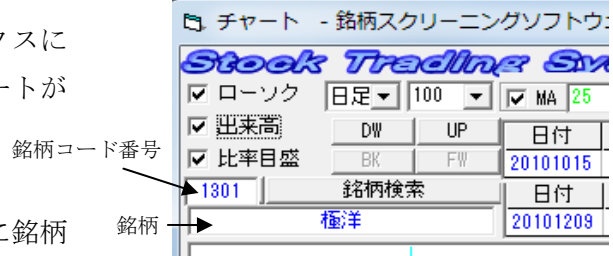 チャート - 銘柄スクリーニングソフトウ
クスに
Stock Trading Sy
ートが
ローソク 日足 100 MA 25
出来高 DW UP 日付
銘柄コード番号
比率目盛 BK FW 20101015
1301 銘柄検索 日付
に銘柄
銘柄
極洋 20101209